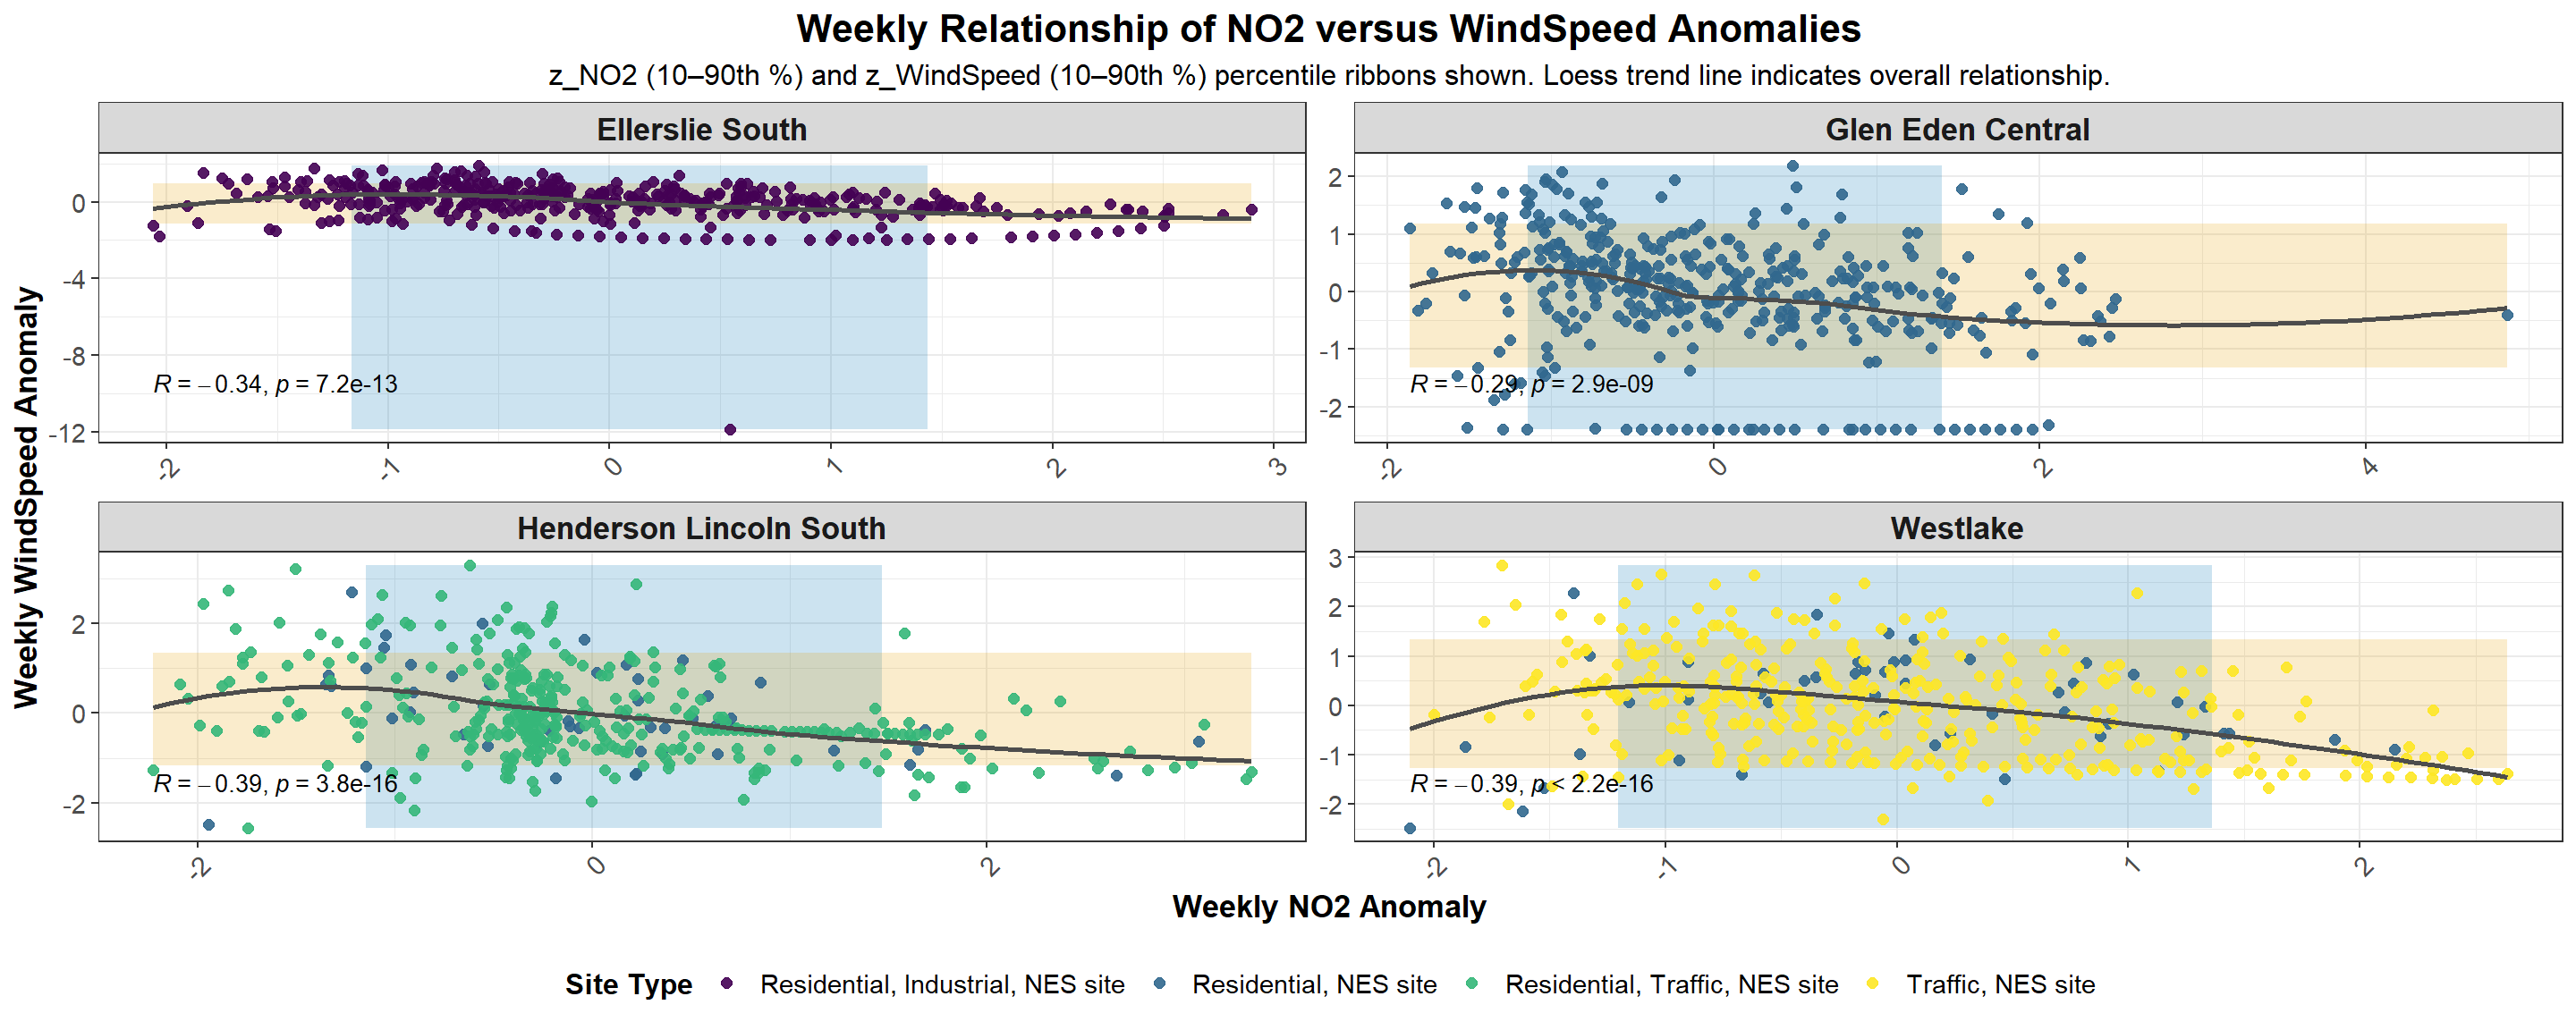 Weekly Relationship of NO2 versus WindSpeed Anomalies
z_NO2 (10–90th %) and z_WindSpeed (10–90th %) percentile ribbons shown. Loess trend line indicates overall relationship.
Ellerslie South
0
-4
-8
-12
R = −0.34, p = 7.2e-13
-2
-1
0
1
2
3
Glen Eden Central
2
1
0
-1
-2
R = −0.29, p = 2.9e-09
-2
0
2
4
Henderson Lincoln South
2
0
-2
R = −0.39, p = 3.8e-16
-2
0
2
Westlake
3
2
1
0
-1
-2
R = −0.39, p < 2.2e-16
-2
-1
0
1
2
Weekly WindSpeed Anomaly
Weekly NO2 Anomaly
Site Type
Residential, Industrial, NES site
Residential, NES site
Residential, Traffic, NES site
Traffic, NES site